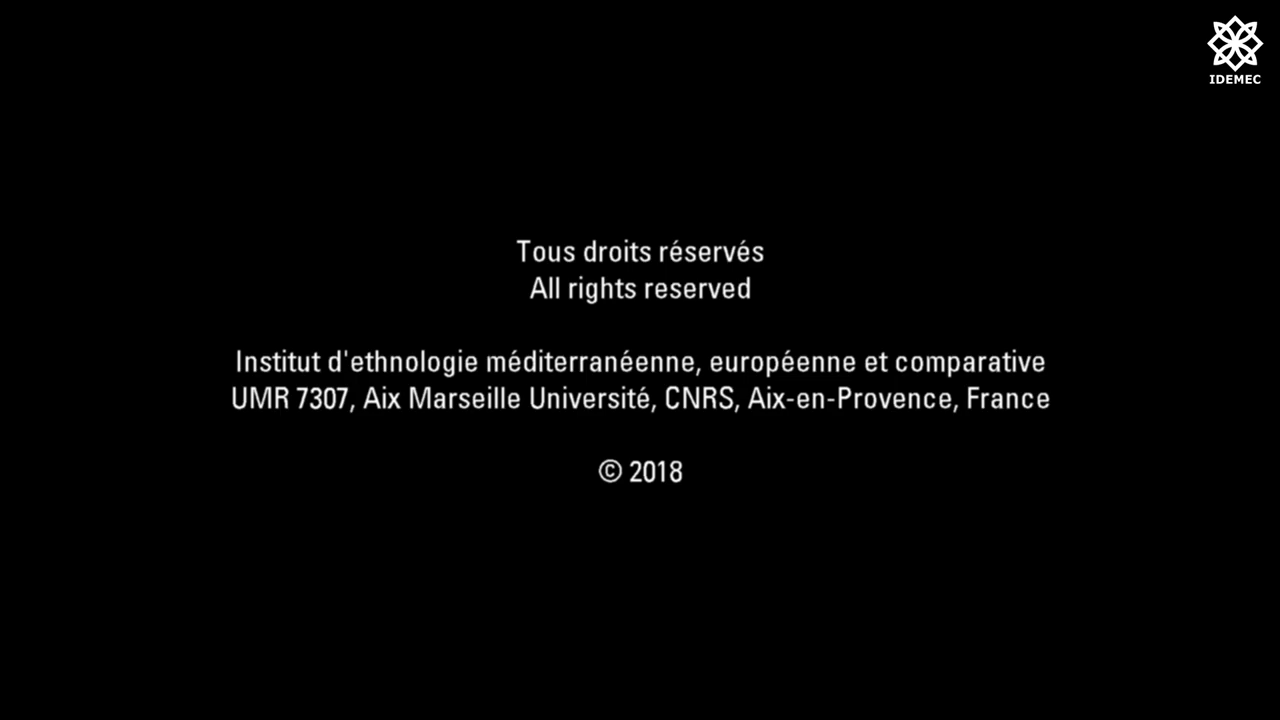 IDEMEC
Tous droits réservés
All rights reserved
Institut d'ethnologie méditerranéenne, européenne et comparative
UMR 7307, Aix Marseille Université, CNRS, Aix-en-Provence, France
© 2018